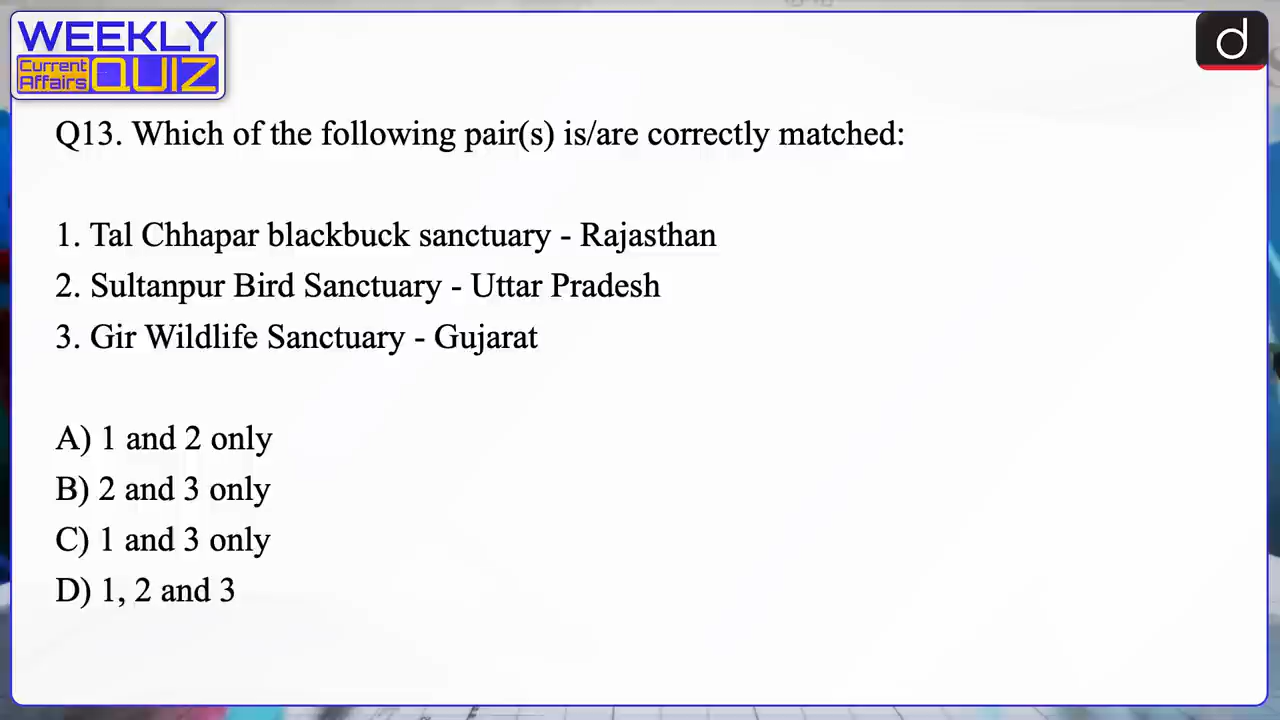 WEEKLY
Current
Affairs
QUIZ
d
Q13. Which of the following pair(s) is/are correctly matched:
1. Tal Chhapar blackbuck sanctuary - Rajasthan
2. Sultanpur Bird Sanctuary - Uttar Pradesh
3. Gir Wildlife Sanctuary - Gujarat
A) 1 and 2 only
B) 2 and 3 only
C) 1 and 3 only
D) 1, 2 and 3